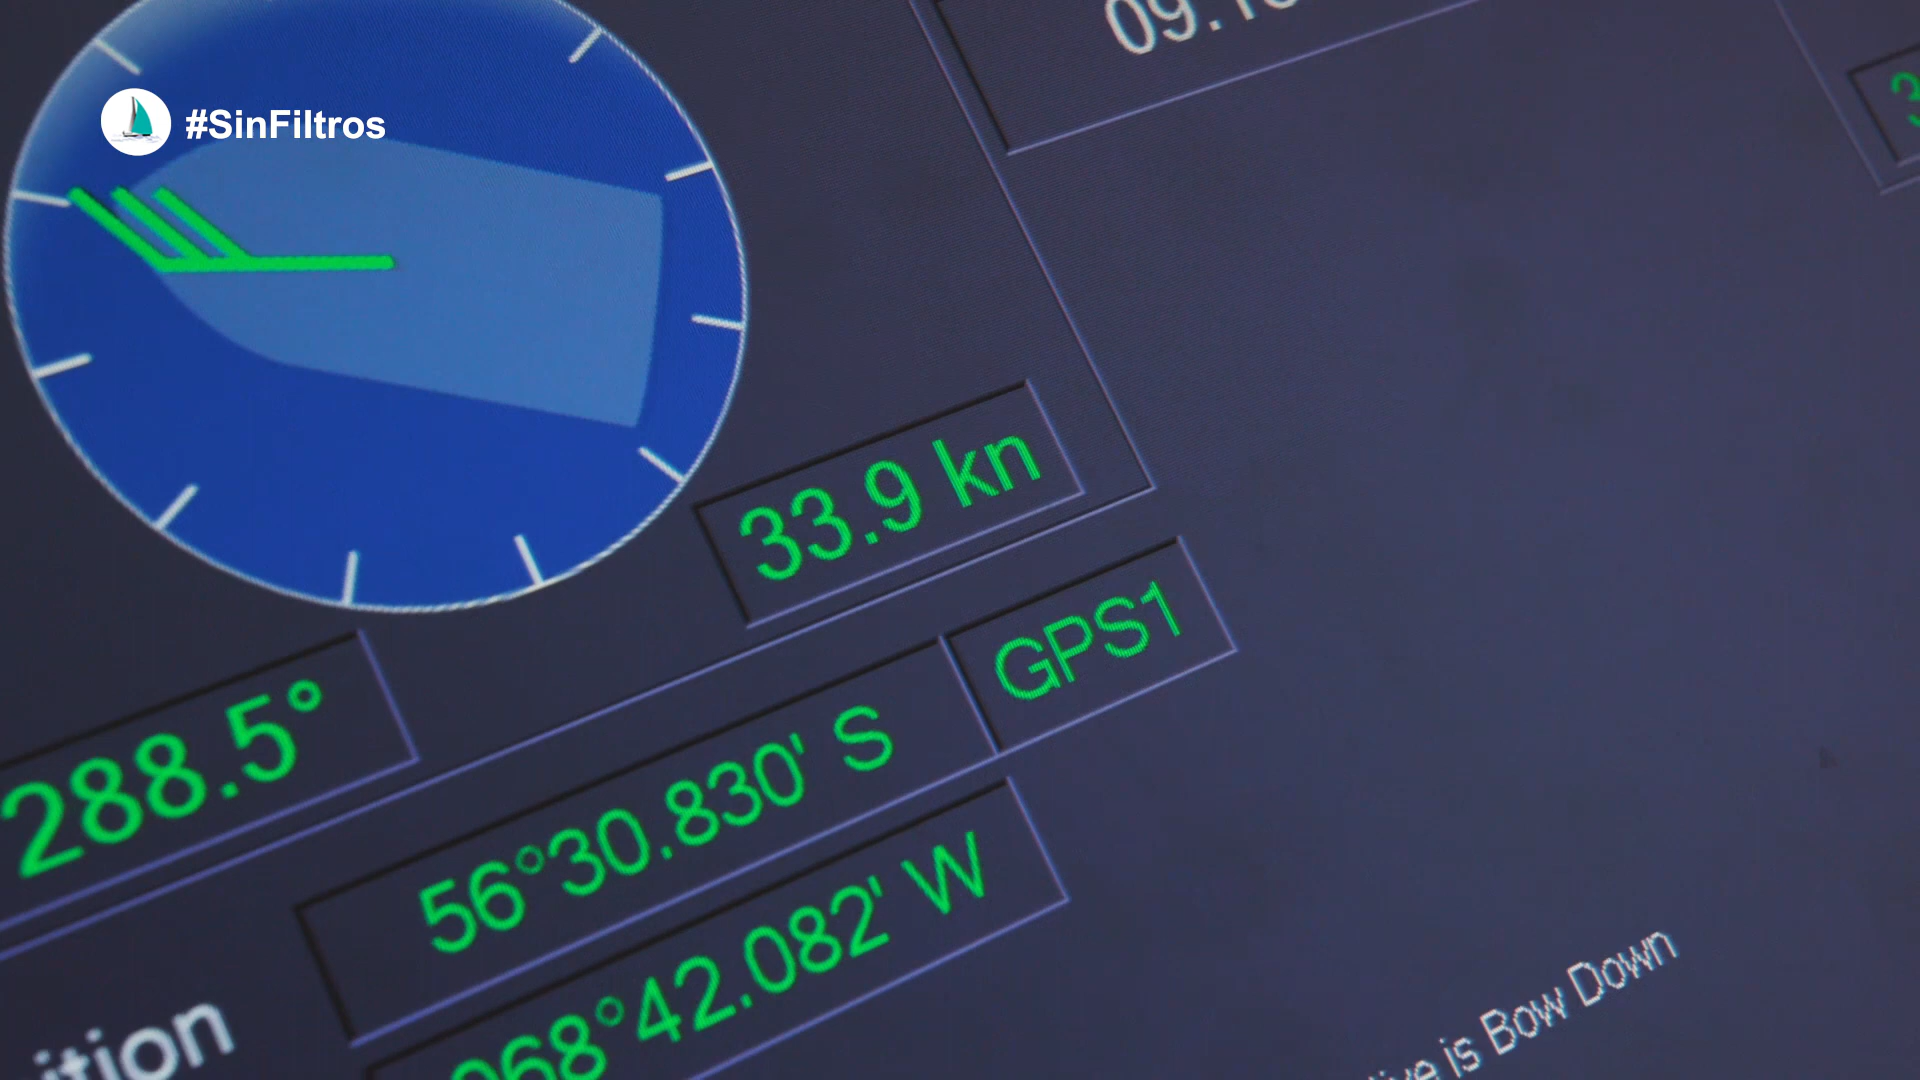 #SinFiltros
33.9 kn
GPS1
288.5°
56°30.830' S
068°42.082' W
is Bow Down